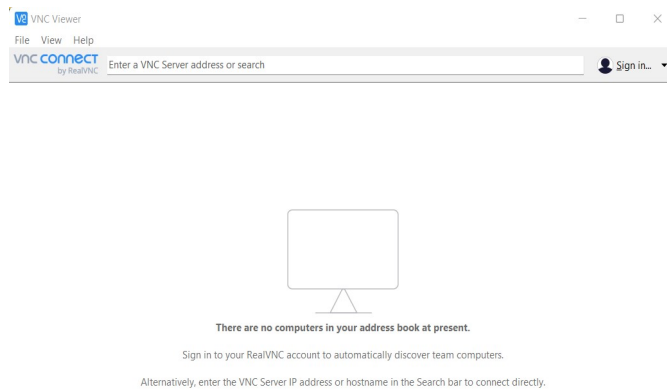 VNC Viewer
File View Help
VNC CONNECT
by RealVNC
Enter a VNC Server address or search
Sign in...
There are no computers in your address book at present.
Sign in to your RealVNC account to automatically discover team computers.
Alternatively, enter the VNC Server IP address or hostname in the Search bar to connect directly.